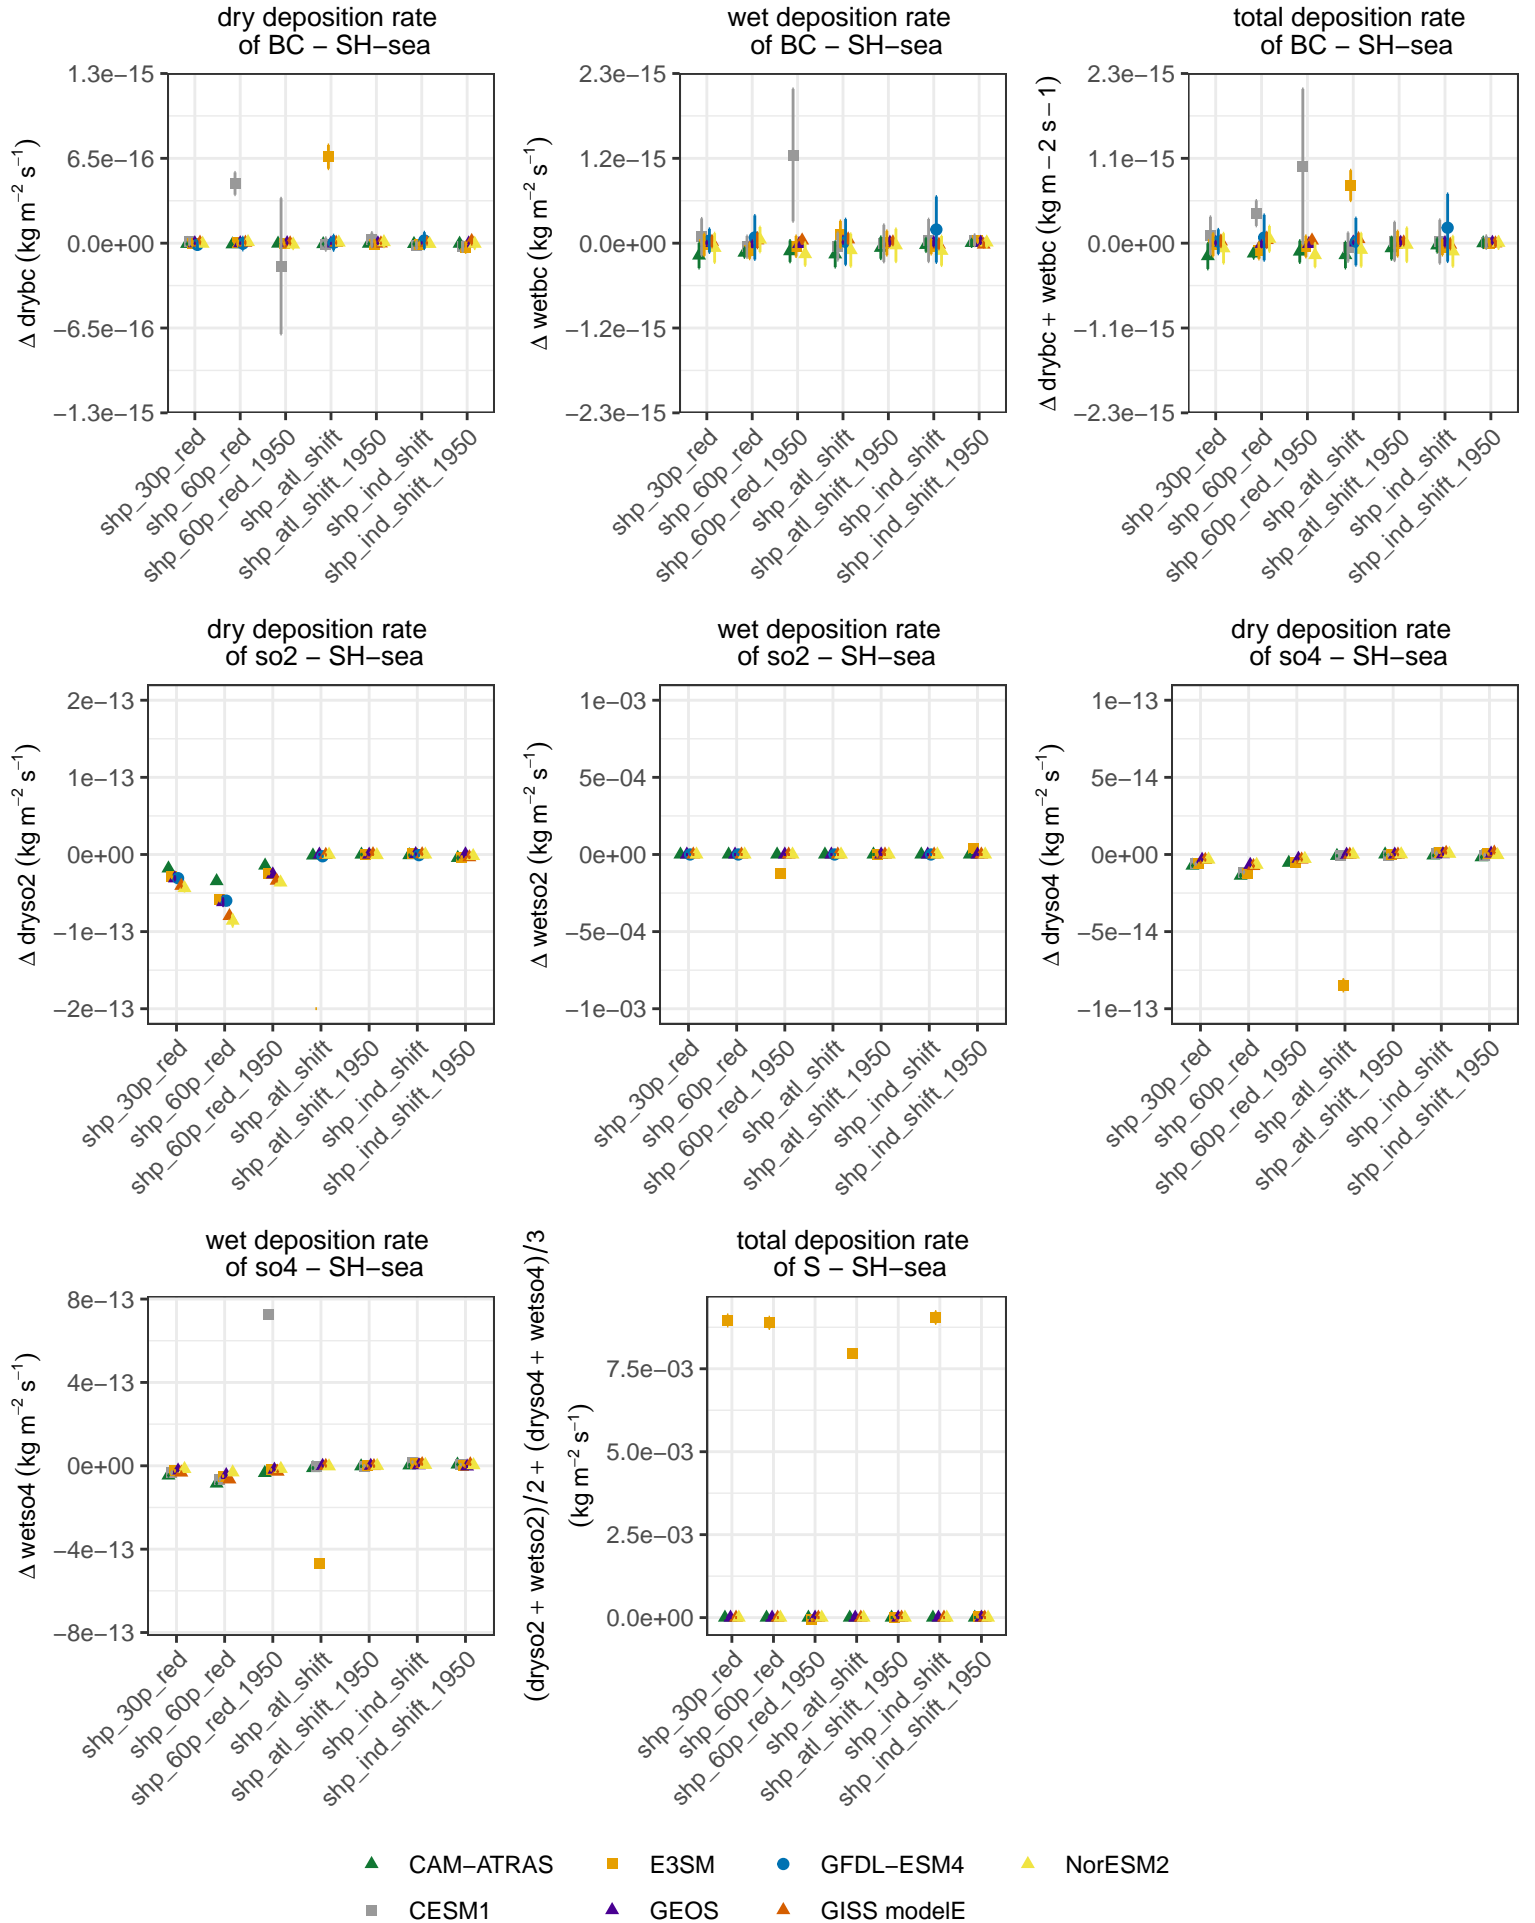 dry deposition rate
of BC − SH−sea
wet deposition rate
of BC − SH−sea
total deposition rate
of BC − SH−sea
Δ drybc (kg m−2 s−1)
1.3e−15
6.5e−16
0.0e+00
−6.5e−16
−1.3e−15
shp_30p_red
shp_60p_red
shp_60p_red_1950
shp_atl_shift
shp_atl_shift_1950
shp_ind_shift
shp_ind_shift_1950
Δ wetbc (kg m−2 s−1)
2.3e−15
1.2e−15
0.0e+00
−1.2e−15
−2.3e−15
shp_30p_red
shp_60p_red
shp_60p_red_1950
shp_atl_shift
shp_atl_shift_1950
shp_ind_shift
shp_ind_shift_1950
Δ drybc + wetbc (kg m − 2 s − 1)
2.3e−15
1.1e−15
0.0e+00
−1.1e−15
−2.3e−15
shp_30p_red
shp_60p_red
shp_60p_red_1950
shp_atl_shift
shp_atl_shift_1950
shp_ind_shift
shp_ind_shift_1950
dry deposition rate
of so2 − SH−sea
wet deposition rate
of so2 − SH−sea
dry deposition rate
of so4 − SH−sea
Δ dryso2 (kg m−2 s−1)
2e−13
1e−13
0e+00
−1e−13
−2e−13
shp_30p_red
shp_60p_red
shp_60p_red_1950
shp_atl_shift
shp_atl_shift_1950
shp_ind_shift
shp_ind_shift_1950
Δ wetso2 (kg m−2 s−1)
1e−03
5e−04
0e+00
−5e−04
−1e−03
shp_30p_red
shp_60p_red
shp_60p_red_1950
shp_atl_shift
shp_atl_shift_1950
shp_ind_shift
shp_ind_shift_1950
Δ dryso4 (kg m−2 s−1)
1e−13
5e−14
0e+00
−5e−14
−1e−13
shp_30p_red
shp_60p_red
shp_60p_red_1950
shp_atl_shift
shp_atl_shift_1950
shp_ind_shift
shp_ind_shift_1950
wet deposition rate
of so4 − SH−sea
total deposition rate
of S − SH−sea
Δ wetso4 (kg m−2 s−1)
8e−13
4e−13
0e+00
−4e−13
−8e−13
shp_30p_red
shp_60p_red
shp_60p_red_1950
shp_atl_shift
shp_atl_shift_1950
shp_ind_shift
shp_ind_shift_1950
(dryso2 + wetso2)/2 + (dryso4 + wetso4)/3
(kg m−2 s−1)
7.5e−03
5.0e−03
2.5e−03
0.0e+00
shp_30p_red
shp_60p_red
shp_60p_red_1950
shp_atl_shift
shp_atl_shift_1950
shp_ind_shift
shp_ind_shift_1950
CAM−ATRAS
E3SM
GFDL−ESM4
NorESM2
CESM1
GEOS
GISS modelE